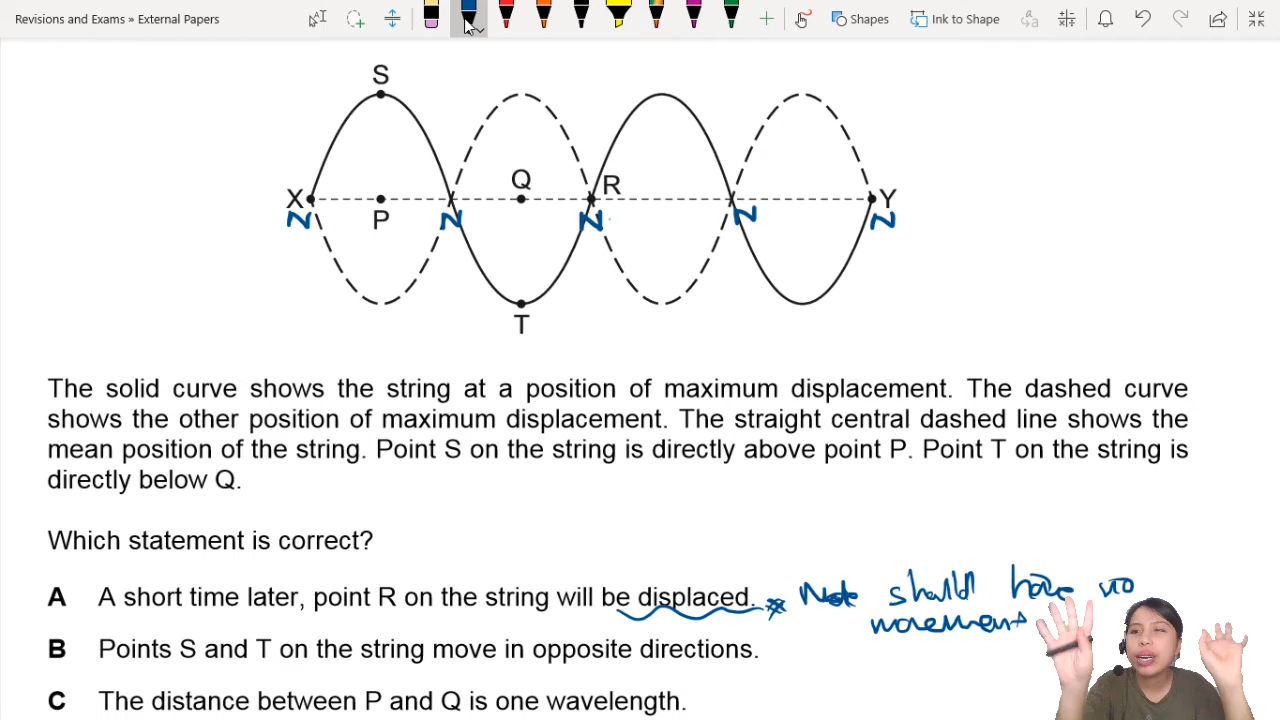 Revisions and Exams » External Papers
Shapes
Ink to Shape
S
Q
R
X
Y
P
N N N N N
T
The solid curve shows the string at a position of maximum displacement. The dashed curve
shows the other position of maximum displacement. The straight central dashed line shows the
mean position of the string. Point S on the string is directly above point P. Point T on the string is
directly below Q.
Which statement is correct?
A A short time later, point R on the string will be displaced. should have no
movement
B Points S and T on the string move in opposite directions.
C The distance between P and Q is one wavelength.